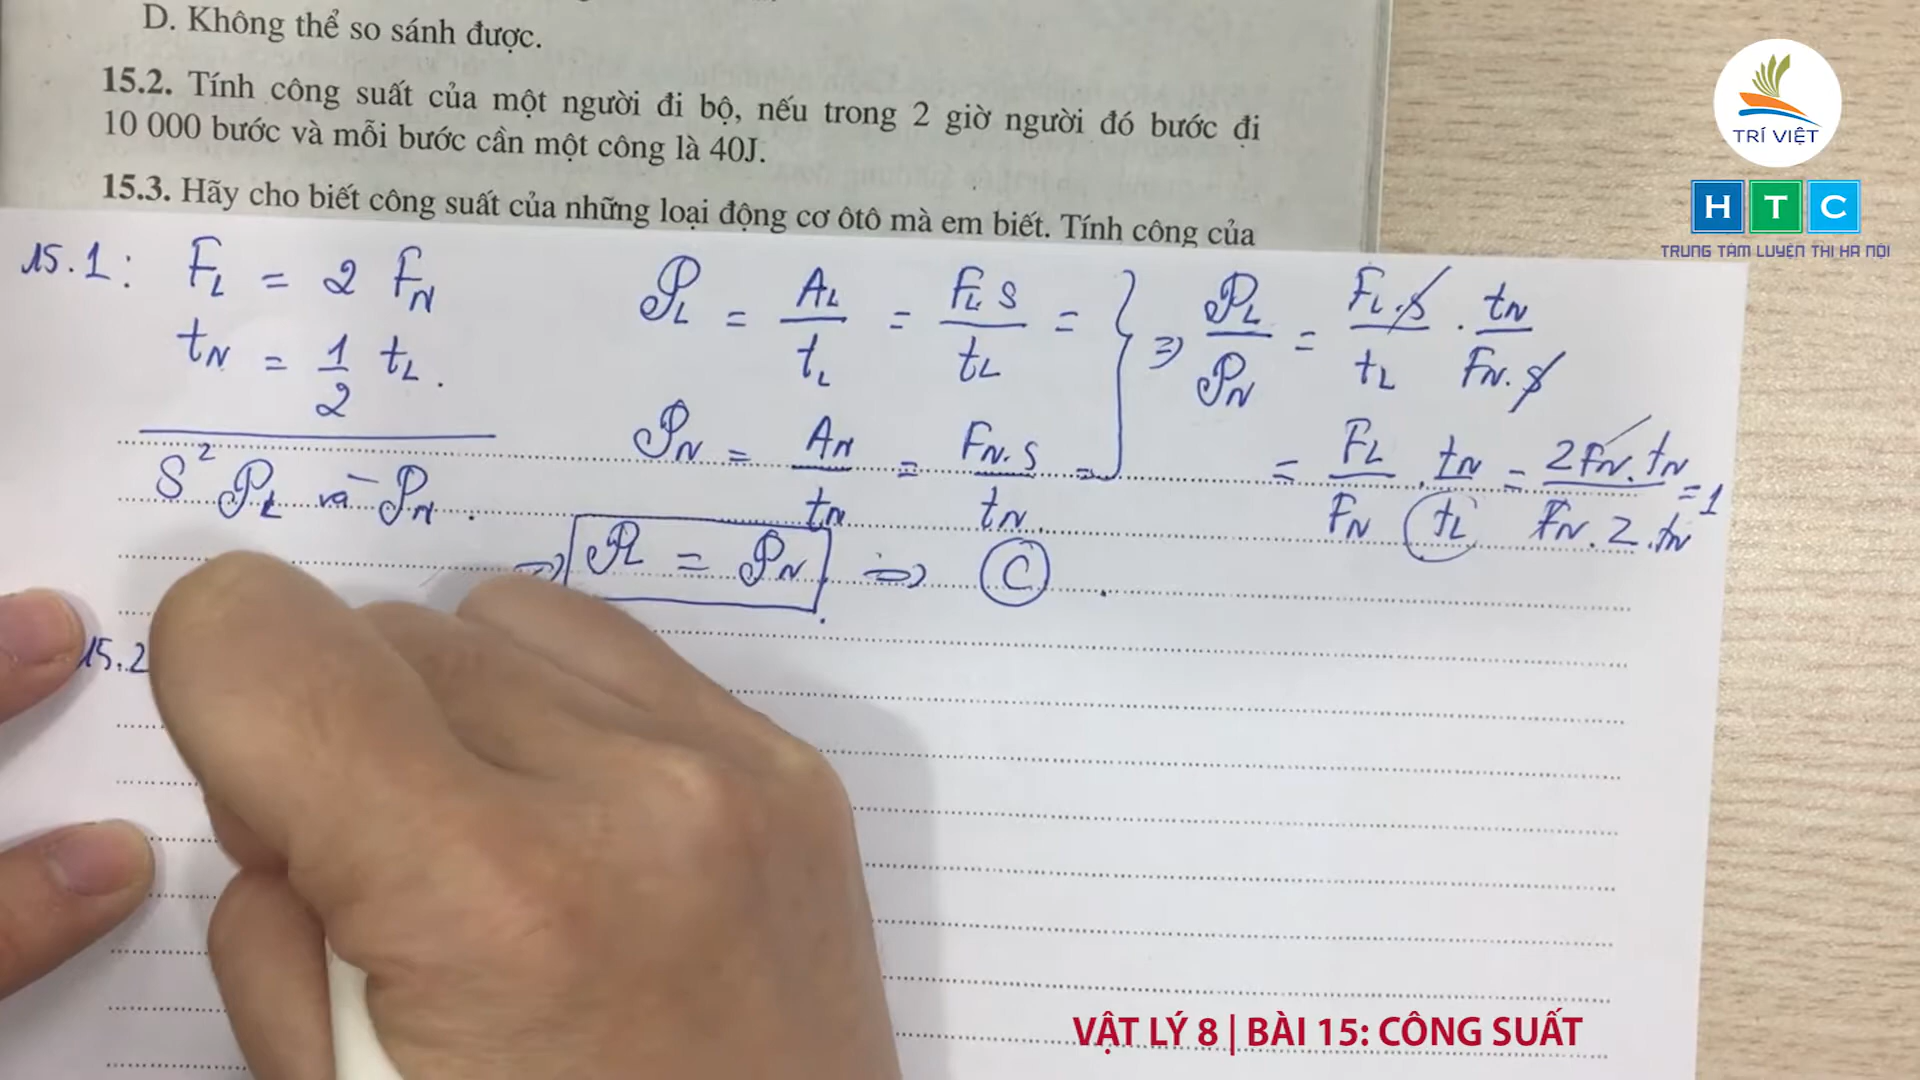 D. Không thể so sánh được.
15.2. Tính công suất của một người đi bộ, nếu trong 2 giờ người đó bước đi
10 000 bước và mỗi bước cần một công là 40J.
15.3. Hãy cho biết công suất của những loại động cơ ôtô mà em biết. Tính công của
TRÍ VIỆT
HTC
TRUNG TÂM LUYỆN THI HÀ NỘI
15.1: F_L = 2 F_N
t_N = 1/2 t_L.
S² P_L và P_N.
P_L = A_L / t_L = F_L.S / t_L =
P_N = A_N / t_N = F_N.S / t_N =
} => P_L / P_N = F_L.S / t_L . t_N / F_N.S
= F_L / F_N . t_N / t_L = 2F_N.t_N / F_N.2.t_N = 1
=> P_L = P_N. => C.
15.2
VẬT LÝ 8 | BÀI 15: CÔNG SUẤT